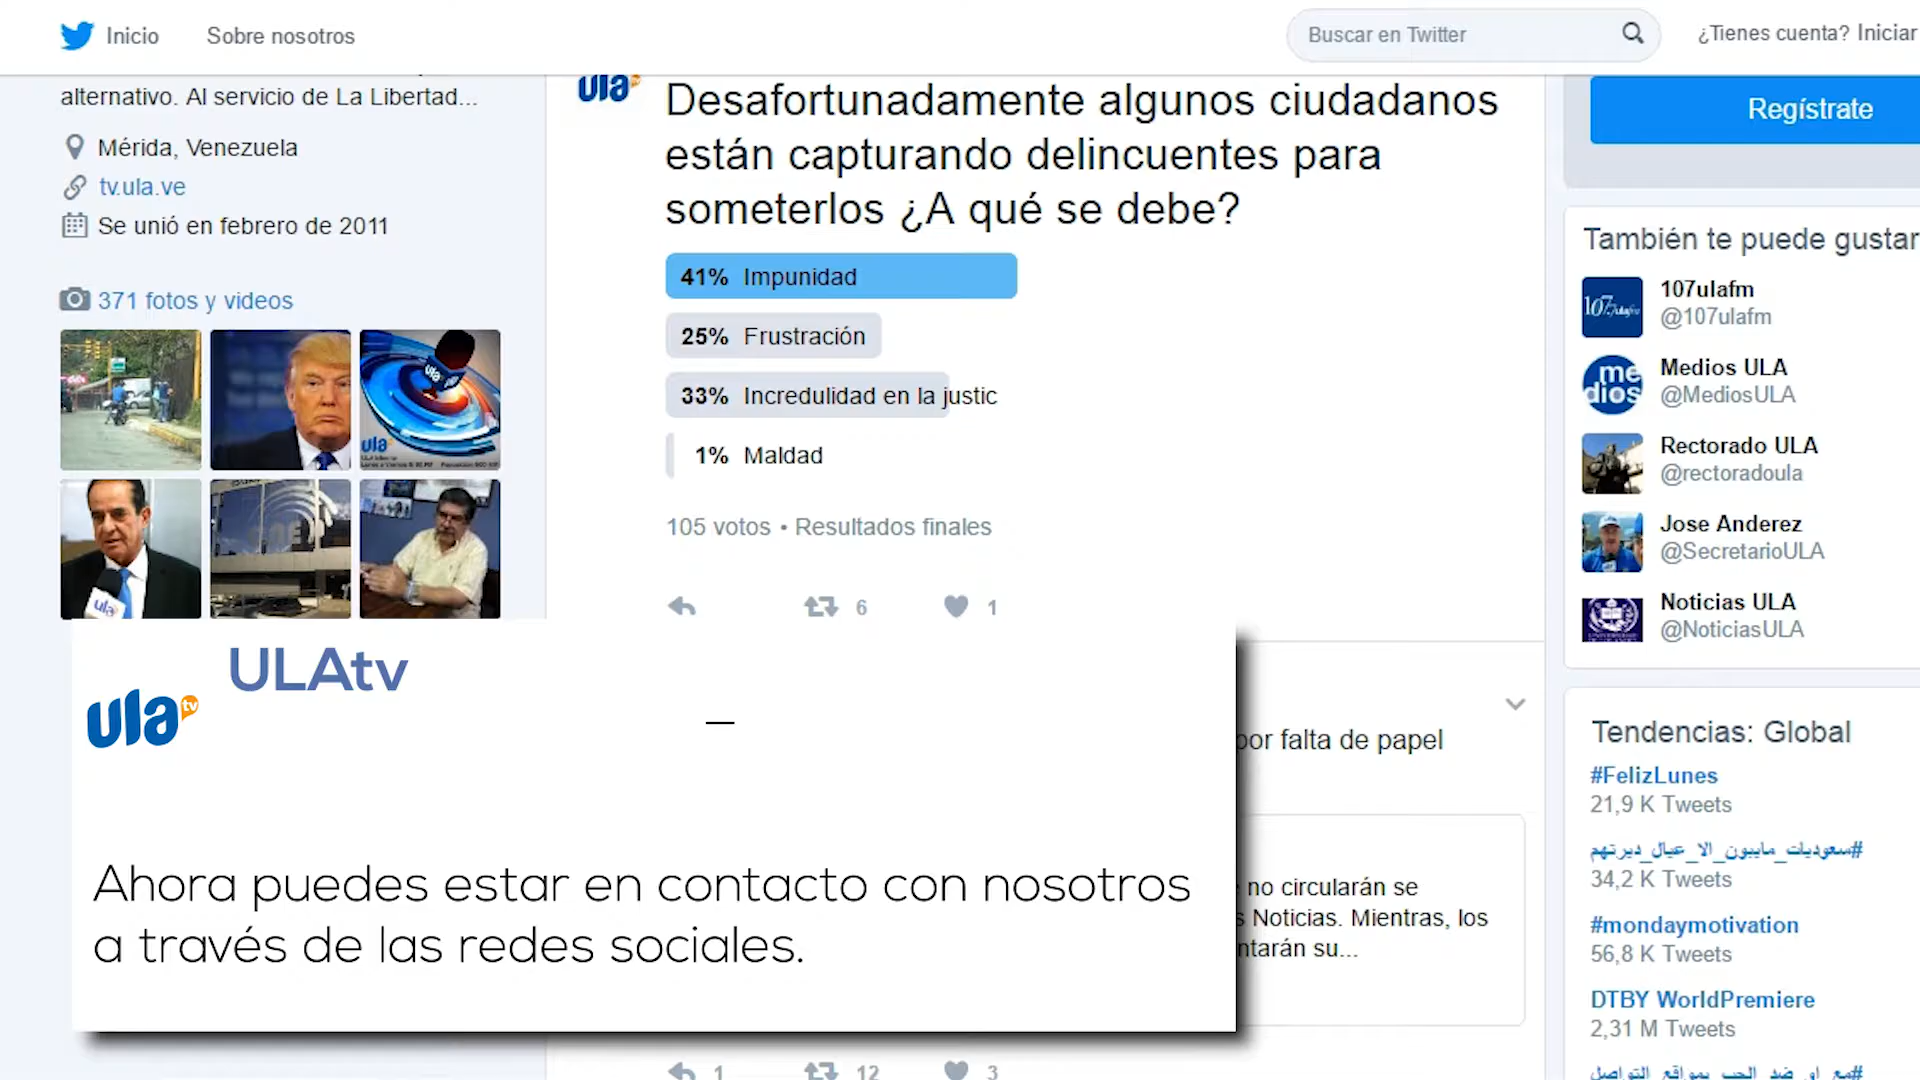 Inicio
Sobre nosotros
Buscar en Twitter
¿Tienes cuenta? Iniciar
alternativo. Al servicio de La Libertad...
Mérida, Venezuela
tv.ula.ve
Se unió en febrero de 2011
371 fotos y videos
ula tv
Desafortunadamente algunos ciudadanos
están capturando delincuentes para
someterlos ¿A qué se debe?
41% Impunidad
25% Frustración
33% Incredulidad en la justic
1% Maldad
105 votos • Resultados finales
6
1
ULAtv
ula tv
Ahora puedes estar en contacto con nosotros
a través de las redes sociales.
por falta de papel
no circularán se
s Noticias. Mientras, los
ntarán su...
1
12
3
Regístrate
También te puede gustar
107ulafm
@107ulafm
Medios ULA
@MediosULA
me
dios
Rectorado ULA
@rectoradoula
Jose Anderez
@SecretarioULA
Noticias ULA
@NoticiasULA
Tendencias: Global
#FelizLunes
21,9 K Tweets
#سعوديات_مايبون_الا_عيال_ديرتهم
34,2 K Tweets
#mondaymotivation
56,8 K Tweets
DTBY WorldPremiere
2,31 M Tweets
#مع_او_ضد_الحب_بمواقع_التواصل